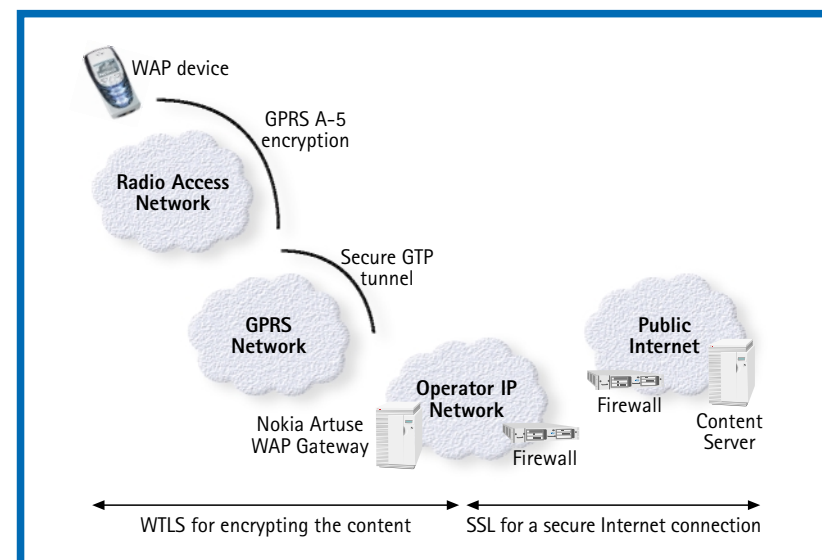 WAP device
GPRS A-5
encryption
Radio Access
Network
Secure GTP
tunnel
GPRS
Network
Public
Internet
Operator IP
Network
Nokia Artuse
WAP Gateway
Firewall
Firewall
Content
Server
WTLS for encrypting the content
SSL for a secure Internet connection